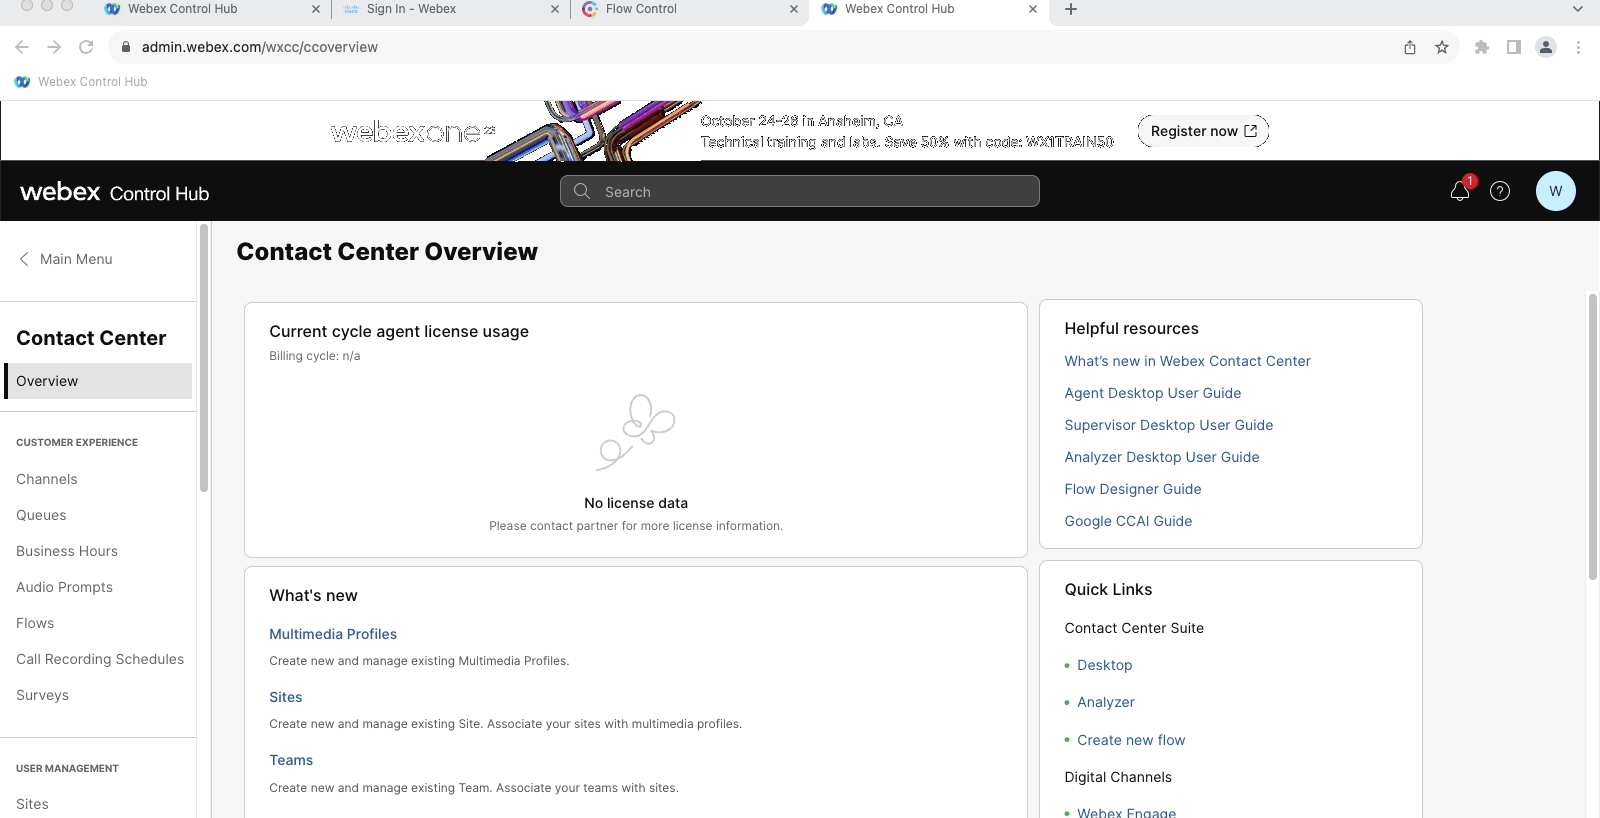 Webex Control Hub
Sign In - Webex
Flow Control
Webex Control Hub
admin.webex.com/wxcc/ccoverview
Webex Control Hub
webexone
October 24-28 in Anaheim, CA
Technical training and labs. Save 50% with code: WX1TRAIN50
Register now
webex Control Hub
Search
1
W
Contact Center Overview
Main Menu
Contact Center
Overview
CUSTOMER EXPERIENCE
Channels
Queues
Business Hours
Audio Prompts
Flows
Call Recording Schedules
Surveys
USER MANAGEMENT
Sites
Current cycle agent license usage
Billing cycle: n/a
No license data
Please contact partner for more license information.
What's new
Multimedia Profiles
Create new and manage existing Multimedia Profiles.
Sites
Create new and manage existing Site. Associate your sites with multimedia profiles.
Teams
Create new and manage existing Team. Associate your teams with sites.
Helpful resources
What’s new in Webex Contact Center
Agent Desktop User Guide
Supervisor Desktop User Guide
Analyzer Desktop User Guide
Flow Designer Guide
Google CCAI Guide
Quick Links
Contact Center Suite
Desktop
Analyzer
Create new flow
Digital Channels
Webex Engage